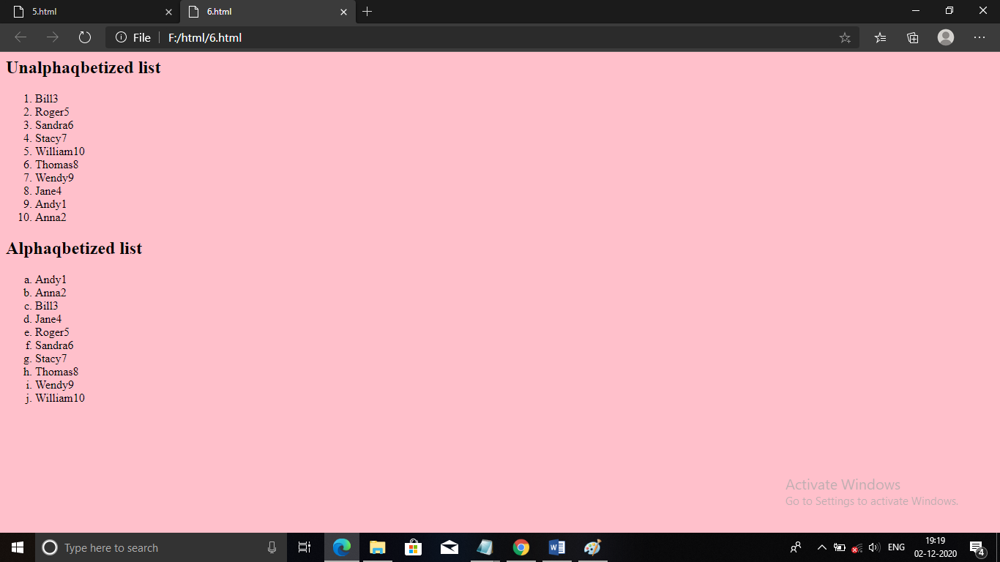 5.html
6.html
File
F:/html/6.html
Unalphaqbetized list
1. Bill3
2. Roger5
3. Sandra6
4. Stacy7
5. William10
6. Thomas8
7. Wendy9
8. Jane4
9. Andy1
10. Anna2
Alphaqbetized list
a. Andy1
b. Anna2
c. Bill3
d. Jane4
e. Roger5
f. Sandra6
g. Stacy7
h. Thomas8
i. Wendy9
j. William10
Activate Windows
Go to Settings to activate Windows.
Type here to search
ENG
19:19
02-12-2020
4